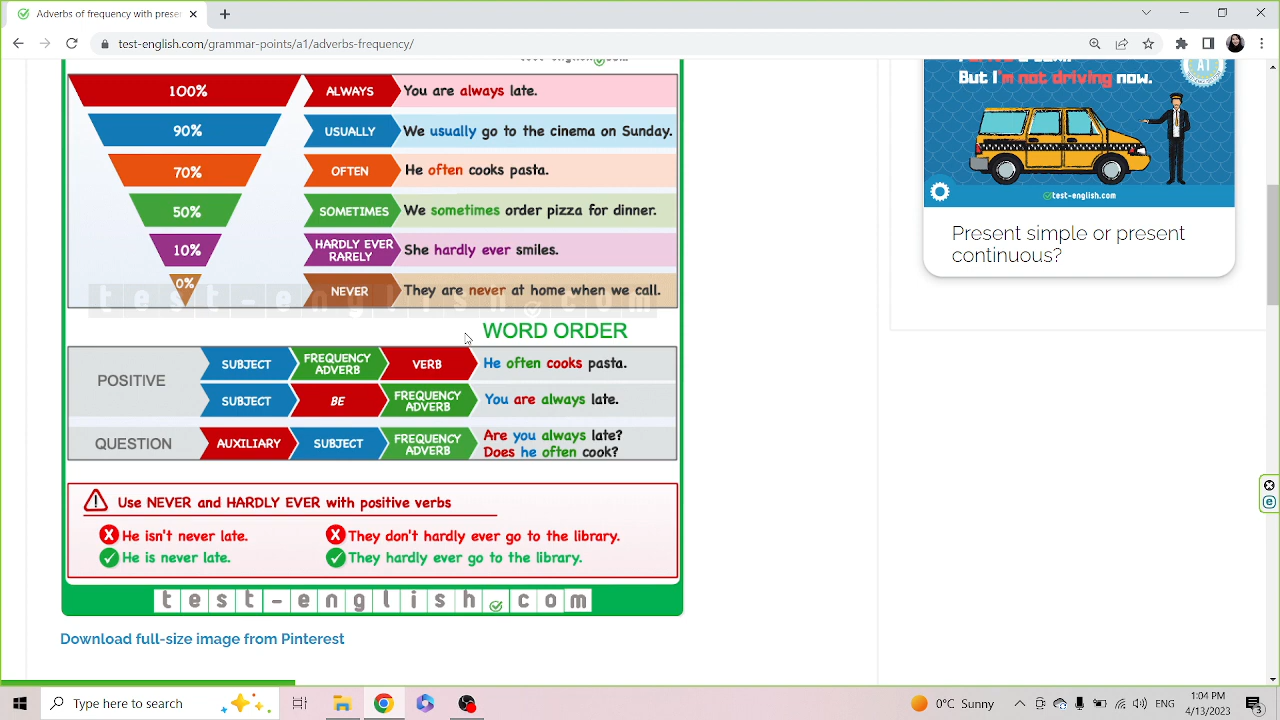 Adverbs of frequency with preser
test-english.com/grammar-points/a1/adverbs-frequency/
But I'm not driving now.
A1
100% ALWAYS You are always late.
90% USUALLY We usually go to the cinema on Sunday.
70% OFTEN He often cooks pasta.
50% SOMETIMES We sometimes order pizza for dinner.
10% HARDLY EVER RARELY She hardly ever smiles.
0% NEVER They are never at home when we call.
test-english.com
test-english.com
Present simple or present
continuous?
WORD ORDER
POSITIVE SUBJECT FREQUENCY ADVERB VERB He often cooks pasta.
SUBJECT BE FREQUENCY ADVERB You are always late.
QUESTION AUXILIARY SUBJECT FREQUENCY ADVERB Are you always late?
Does he often cook?
Use NEVER and HARDLY EVER with positive verbs
He isn't never late. They don't hardly ever go to the library.
He is never late. They hardly ever go to the library.
test-english.com
Download full-size image from Pinterest
Type here to search
0°C Sunny
1:04 PM
4/13/2023
3